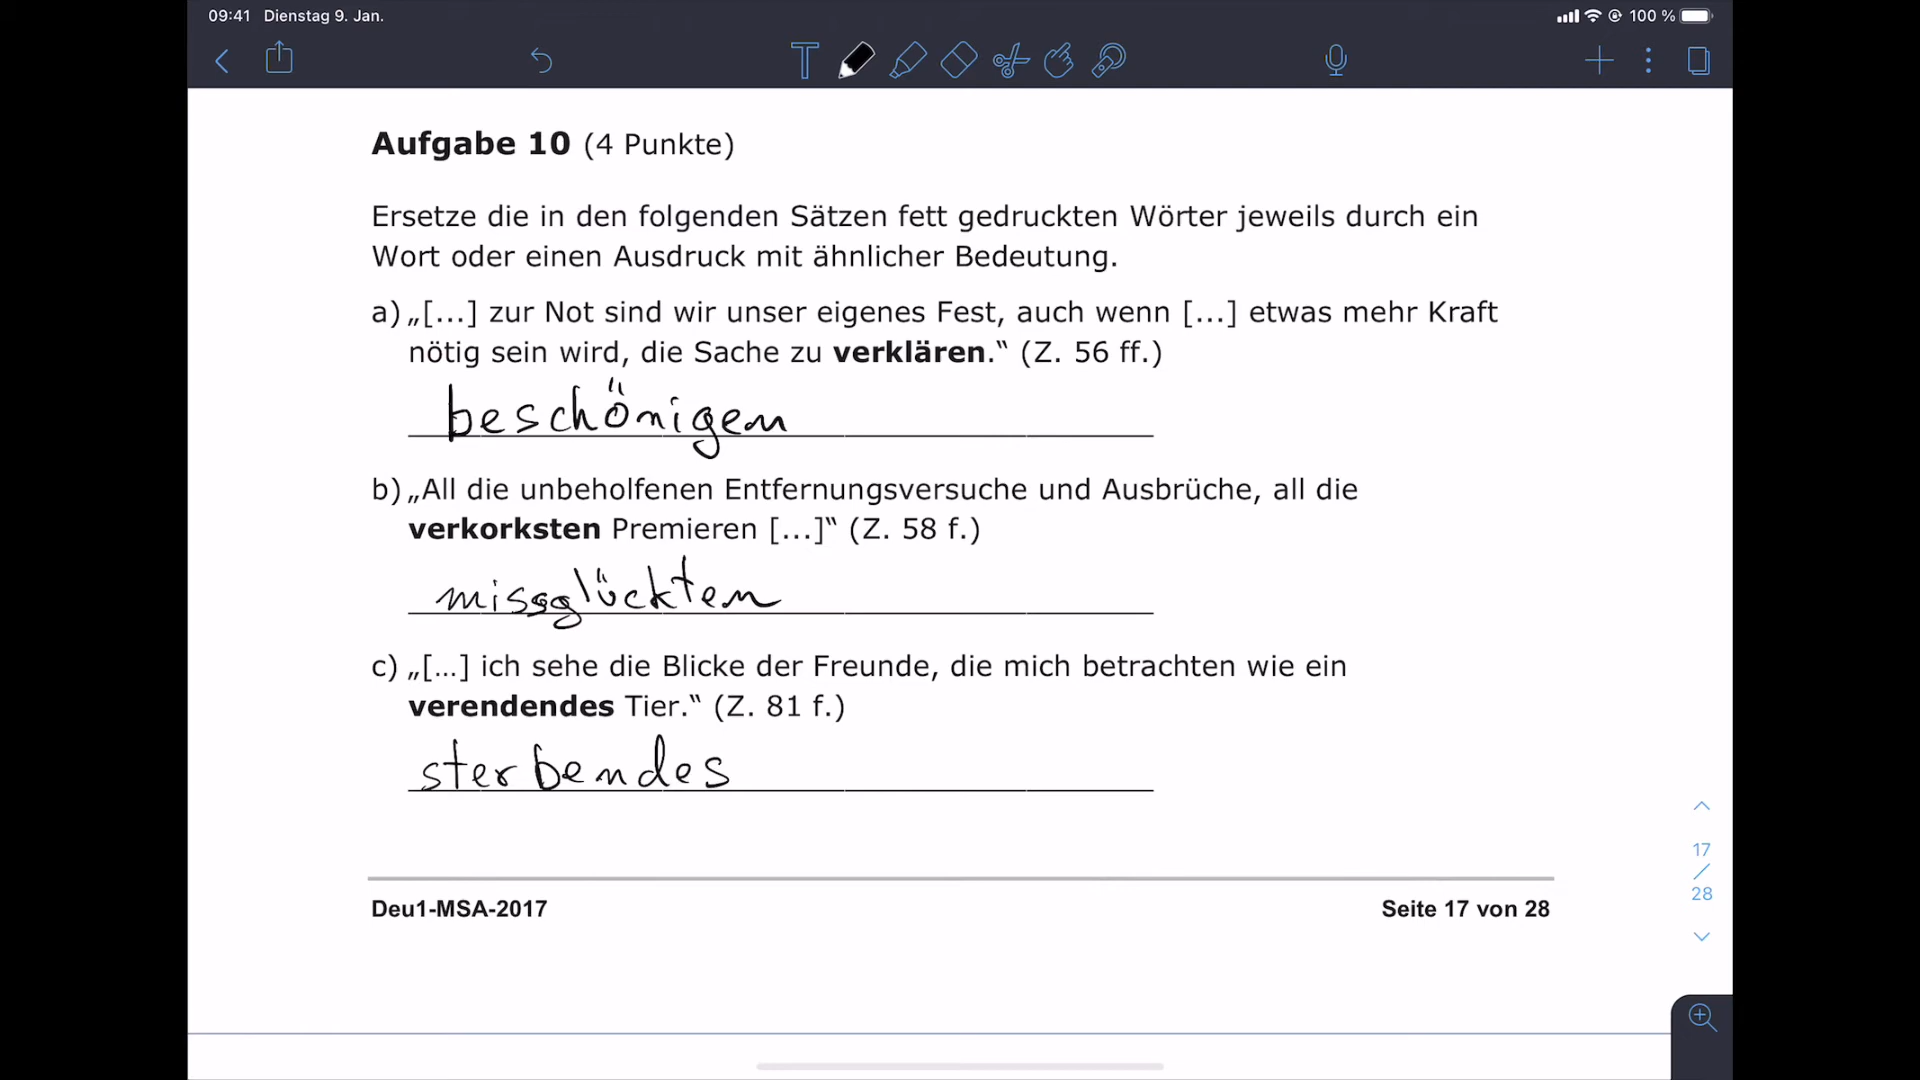 09:41 Dienstag 9. Jan.
100 %
Aufgabe 10 (4 Punkte)
Ersetze die in den folgenden Sätzen fett gedruckten Wörter jeweils durch ein
Wort oder einen Ausdruck mit ähnlicher Bedeutung.
a) „[...] zur Not sind wir unser eigenes Fest, auch wenn [...] etwas mehr Kraft
nötig sein wird, die Sache zu verklären.“ (Z. 56 ff.)
beschönigen
b) „All die unbeholfenen Entfernungsversuche und Ausbrüche, all die
verkorksten Premieren [...]“ (Z. 58 f.)
missglückten
c) „[...] ich sehe die Blicke der Freunde, die mich betrachten wie ein
verendendes Tier.“ (Z. 81 f.)
sterbendes
17
/
28
Deu1-MSA-2017 Seite 17 von 28